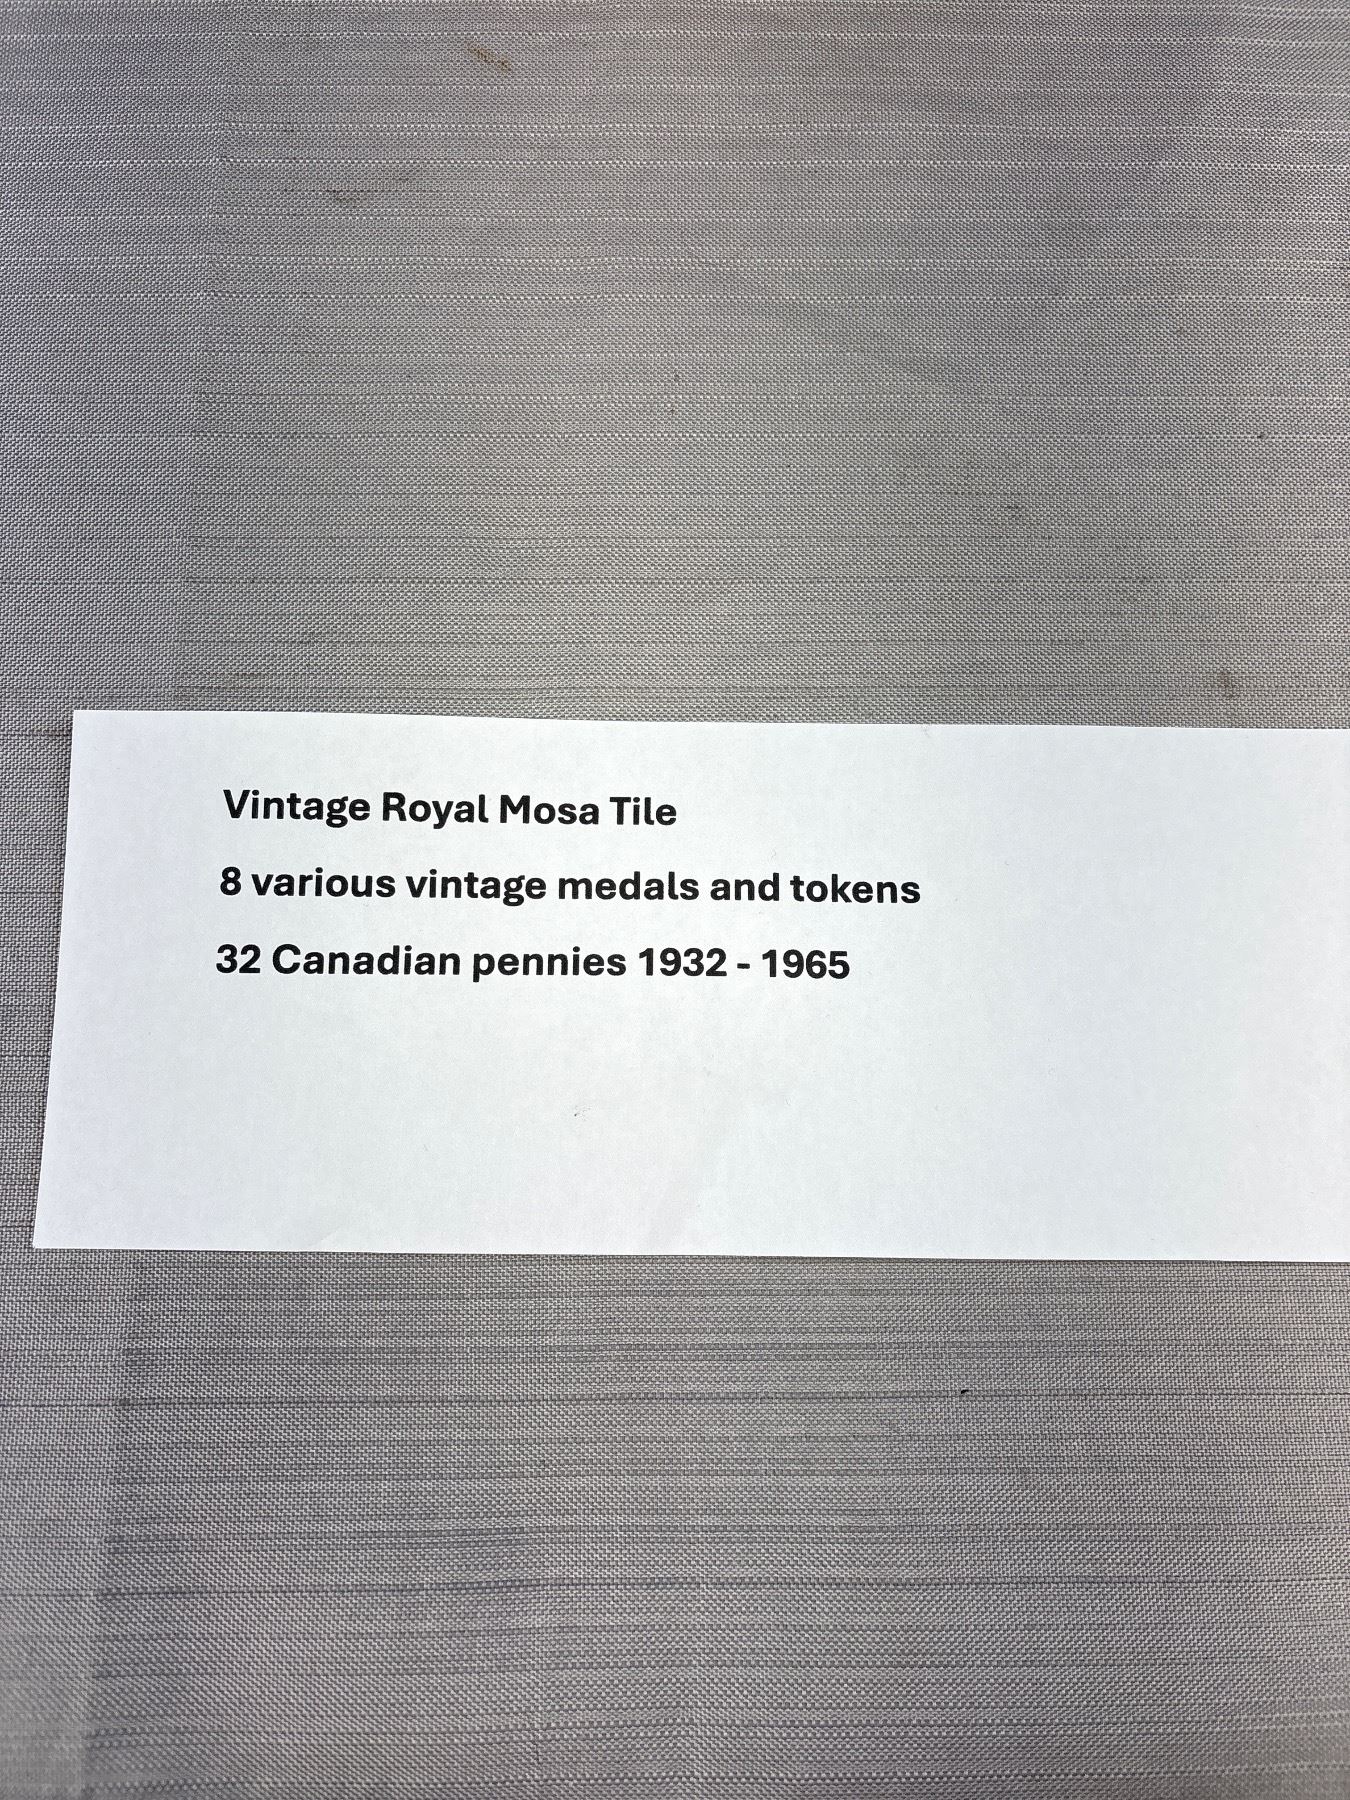 Vintage Royal Mosa Tile
8 various vintage medals and tokens
32 Canadian pennies 1932 - 1965